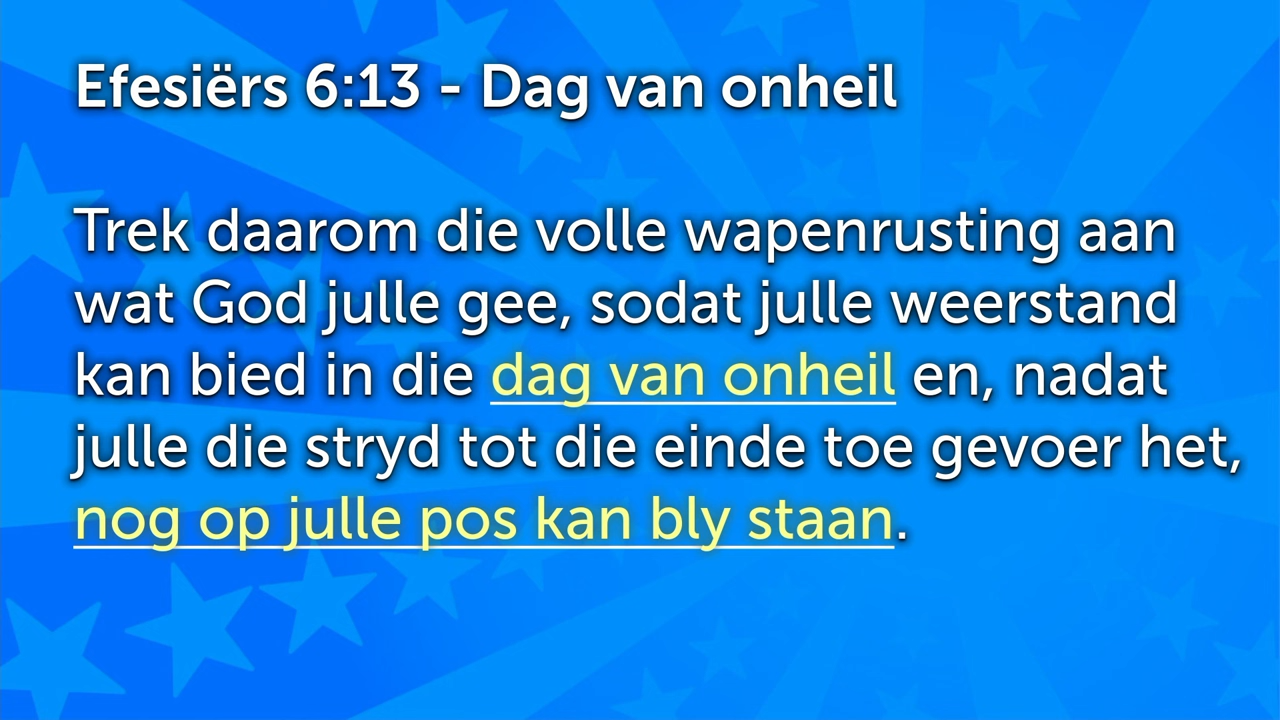 Efesiërs 6:13 - Dag van onheil
Trek daarom die volle wapenrusting aan
wat God julle gee, sodat julle weerstand
kan bied in die dag van onheil en, nadat
julle die stryd tot die einde toe gevoer het,
nog op julle pos kan bly staan.